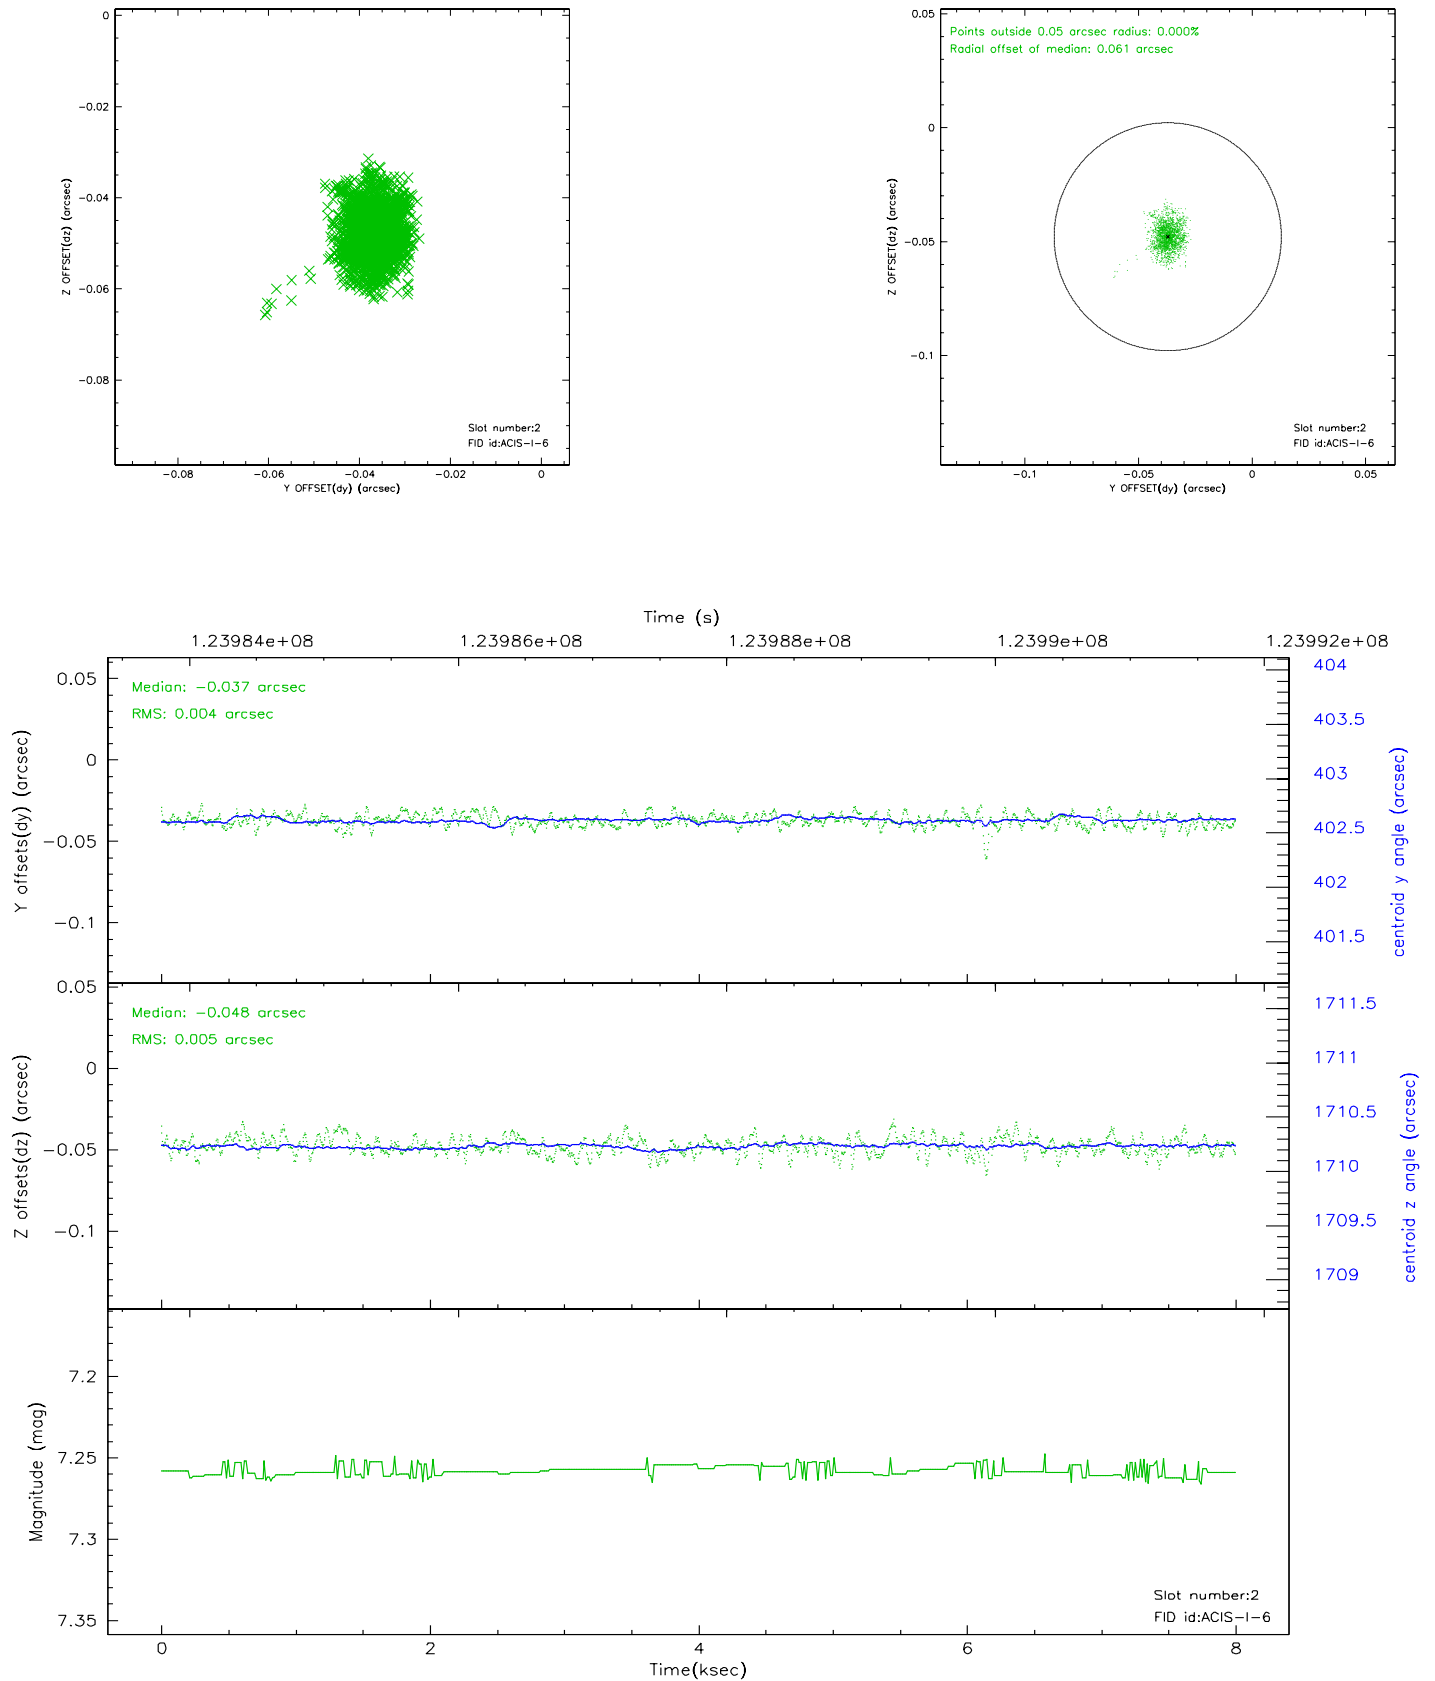 0
-0.02
-0.04
-0.06
-0.08
Z OFFSET(dz) (arcsec)
Slot number:2
FID id:ACIS-I-6
-0.08 -0.06 -0.04 -0.02 0
Y OFFSET(dy) (arcsec)
0.05
0
-0.05
-0.1
Z OFFSET(dz) (arcsec)
Points outside 0.05 arcsec radius: 0.000%
Radial offset of median: 0.061 arcsec
Slot number:2
FID id:ACIS-I-6
-0.1 -0.05 0 0.05
Y OFFSET(dy) (arcsec)
Time (s)
1.23984e+08 1.23986e+08 1.23988e+08 1.2399e+08 1.23992e+08
0.05
0
-0.05
-0.1
Y offsets(dy) (arcsec)
Median: -0.037 arcsec
RMS: 0.004 arcsec
404
403.5
403
402.5
402
401.5
centroid y angle (arcsec)
0.05
0
-0.05
-0.1
Z offsets(dz) (arcsec)
Median: -0.048 arcsec
RMS: 0.005 arcsec
1711.5
1711
1710.5
1710
1709.5
1709
centroid z angle (arcsec)
7.2
7.25
7.3
7.35
Magnitude (mag)
Slot number:2
FID id:ACIS-I-6
0 2 4 6 8
Time(ksec)